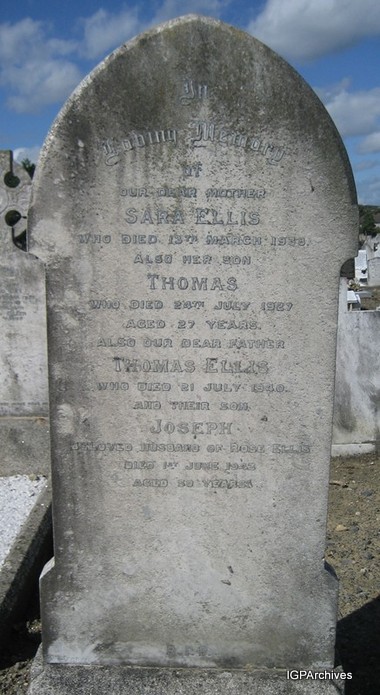 In
Loving Memory
Of
OUR DEAR MOTHER
SARA ELLIS
WHO DIED 13TH MARCH
ALSO HER SON
THOMAS
WHO DIED 24TH JULY 1927
AGED 27 YEARS.
ALSO OUR DEAR FATHER
THOMAS ELLIS
WHO DIED 21 JULY 1940.
AND THEIR SON,
JOSEPH
BELOVED HUSBAND OF ROSE ELLIS
DIED 1ST JUNE
AGED YEARS.
IGPArchives